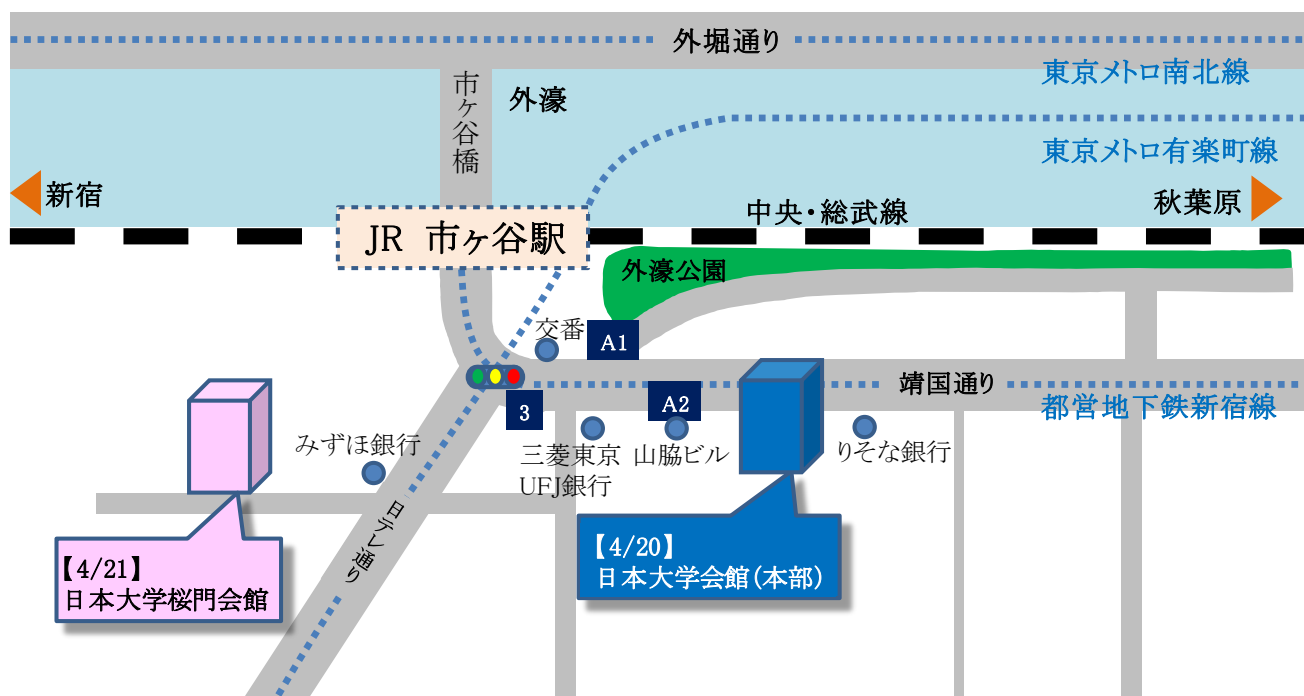 外堀通り
東京メトロ南北線
市ヶ谷橋
外濠
東京メトロ有楽町線
新宿
秋葉原
中央・総武線
JR 市ヶ谷駅
外濠公園
交番
A1
靖国通り
都営地下鉄新宿線
3
A2
みずほ銀行
三菱東京
UFJ銀行
山脇ビル
りそな銀行
日テレ通り
【4/21】
日本大学桜門会館
【4/20】
日本大学会館(本部)